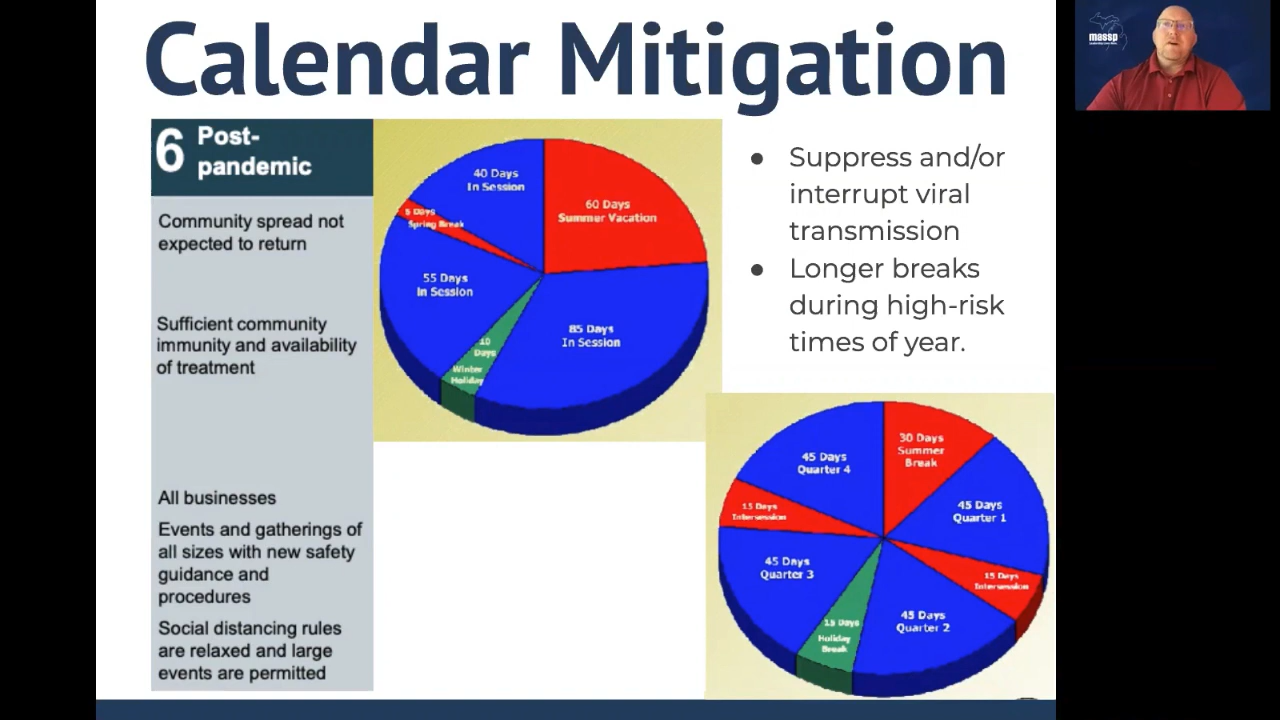 Calendar Mitigation
massp
6
Post-
pandemic
Community spread not
expected to return
Sufficient community
immunity and availability
of treatment
All businesses
Events and gatherings of
all sizes with new safety
guidance and
procedures
Social distancing rules
are relaxed and large
events are permitted
40 Days
In Session
60 Days
Summer Vacation
5 Days
Spring Break
55 Days
In Session
85 Days
In Session
10
Days
Winter
Holiday
● Suppress and/or
interrupt viral
transmission
● Longer breaks
during high-risk
times of year.
30 Days
Summer
Break
45 Days
Quarter 4
45 Days
Quarter 1
15 Days
Intersession
15 Days
Intersession
45 Days
Quarter 3
45 Days
Quarter 2
15 Days
Holiday
Break